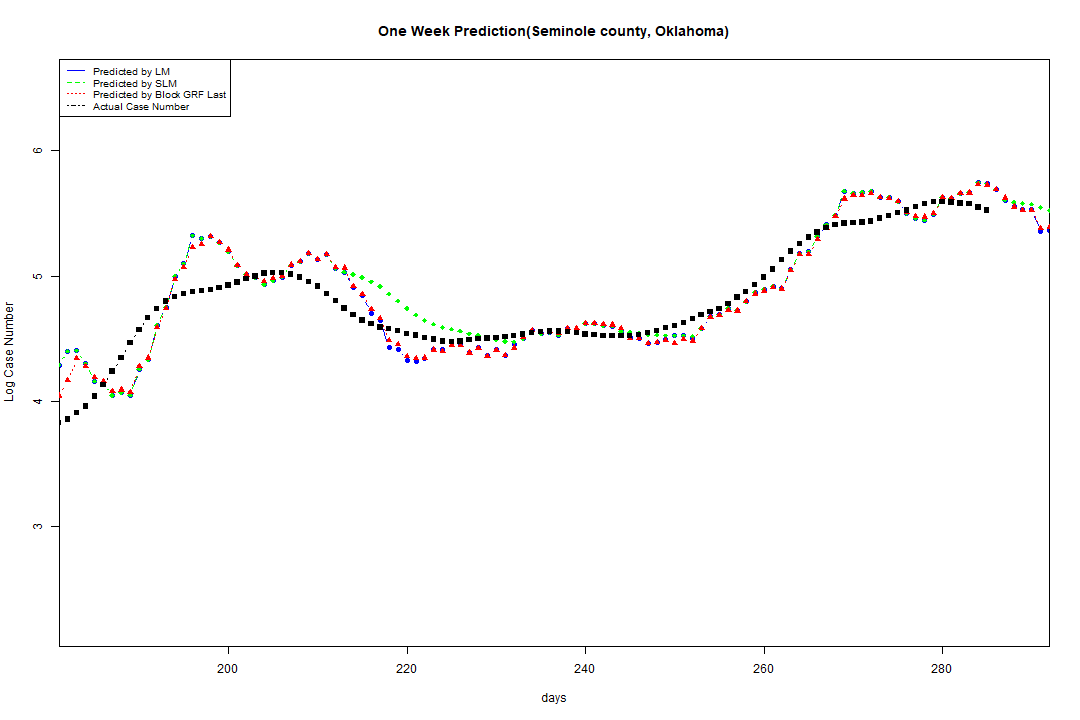 One Week Prediction(Seminole county, Oklahoma)
Predicted by LM
Predicted by SLM
Predicted by Block GRF Last
Actual Case Number
6
5
4
3
Log Case Number
200 220 240 260 280
days